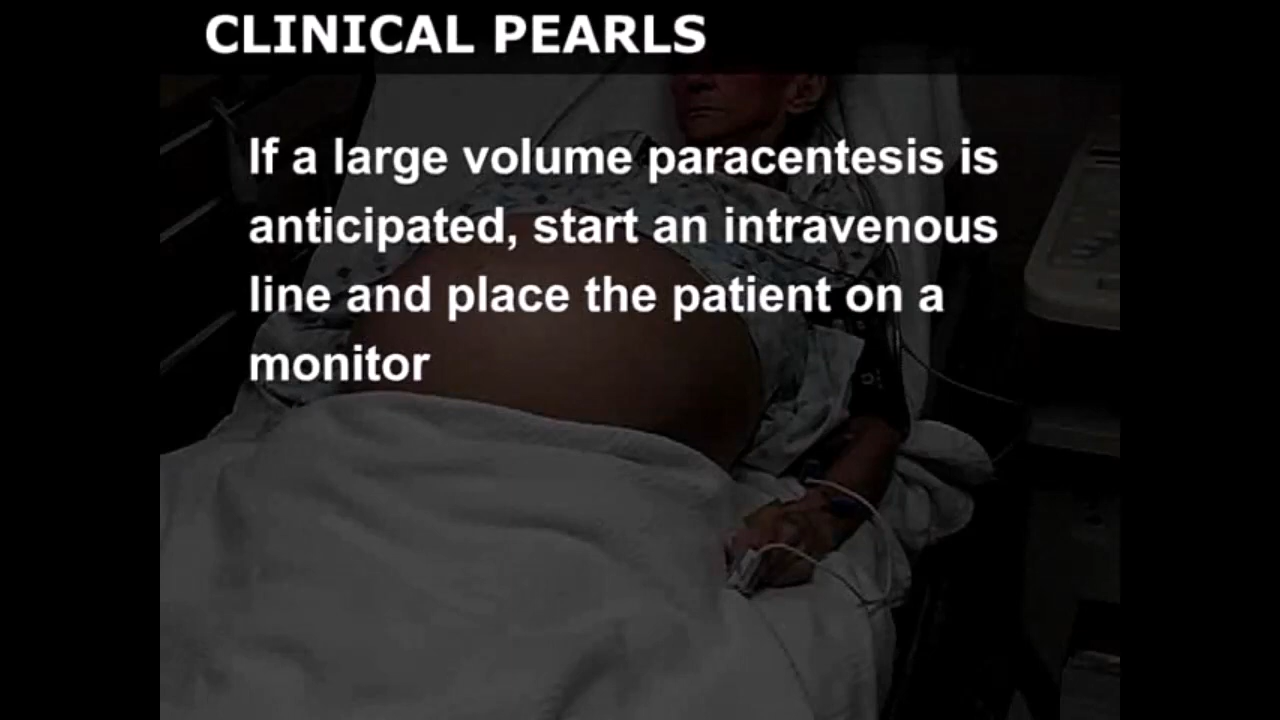 CLINICAL PEARLS
If a large volume paracentesis is
anticipated, start an intravenous
line and place the patient on a
monitor